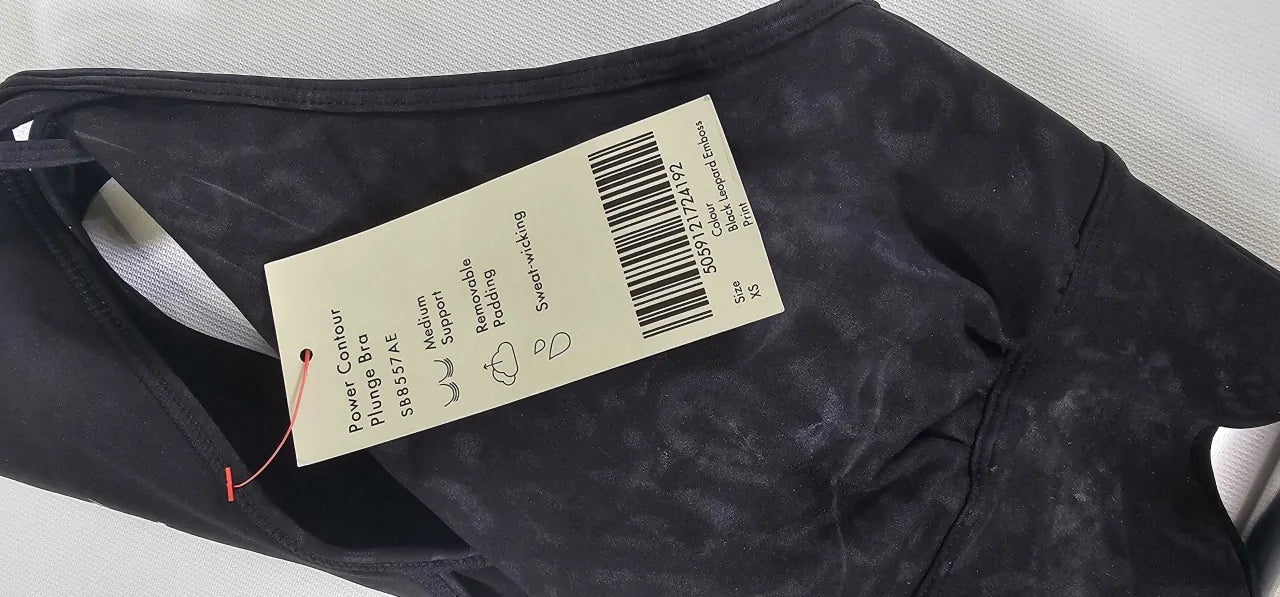 Power Contour
Plunge Bra
SB8557AE
Medium
Support
Removable
Padding
Sweat-wicking
5059121724192
Size
XS
Colour
Black Leopard Emboss
Print